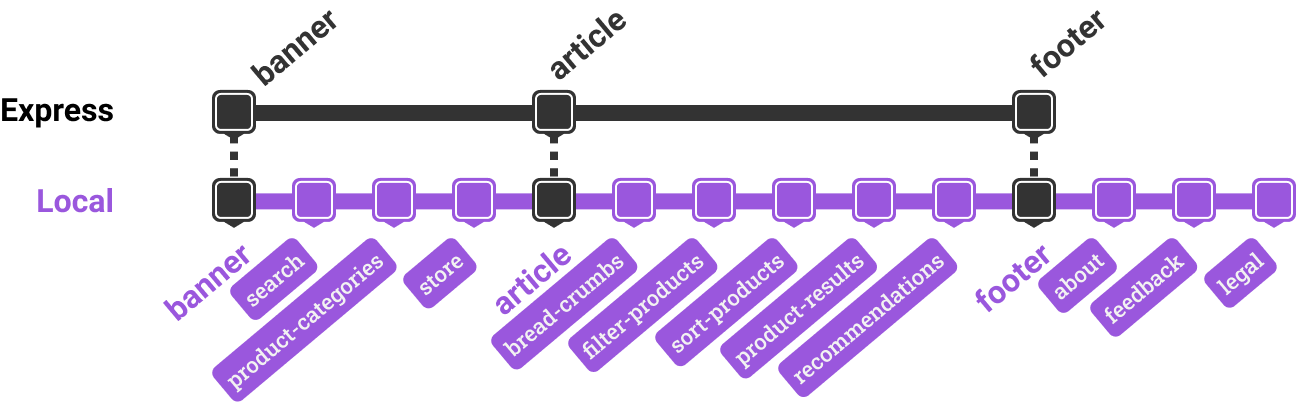 banner
article
footer
Express
Local
banner
search
product-categories
store
article
bread-crumbs
filter-products
sort-products
product-results
recommendations
footer
about
feedback
legal